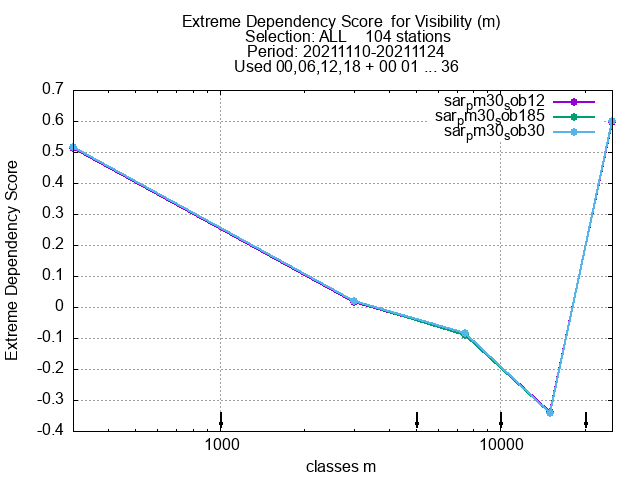 Extreme Dependency Score  for Visibility (m)
Selection: ALL    104 stations
Period: 20211110-20211124
Used 00,06,12,18 + 00 01 ... 36
sarpm30sob12
sarpm30sob185
sarpm30sob30
Extreme Dependency Score
0.7
0.6
0.5
0.4
0.3
0.2
0.1
0
-0.1
-0.2
-0.3
-0.4
1000 10000
classes m